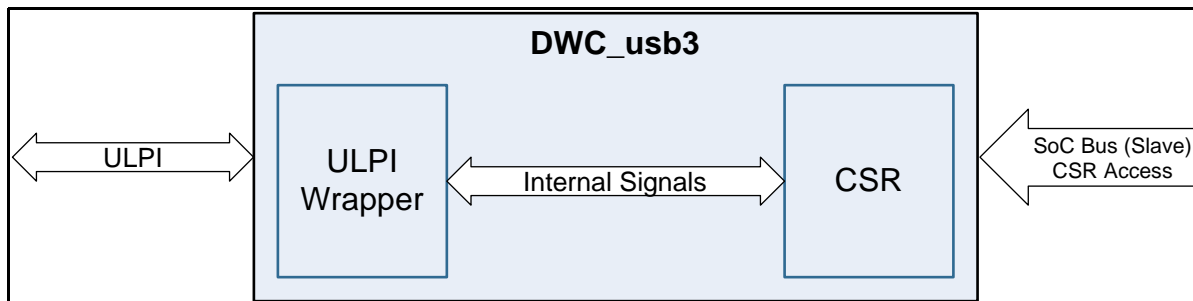 DWC_usb3
ULPI
ULPI
Wrapper
Internal Signals
CSR
SoC Bus (Slave)
CSR Access